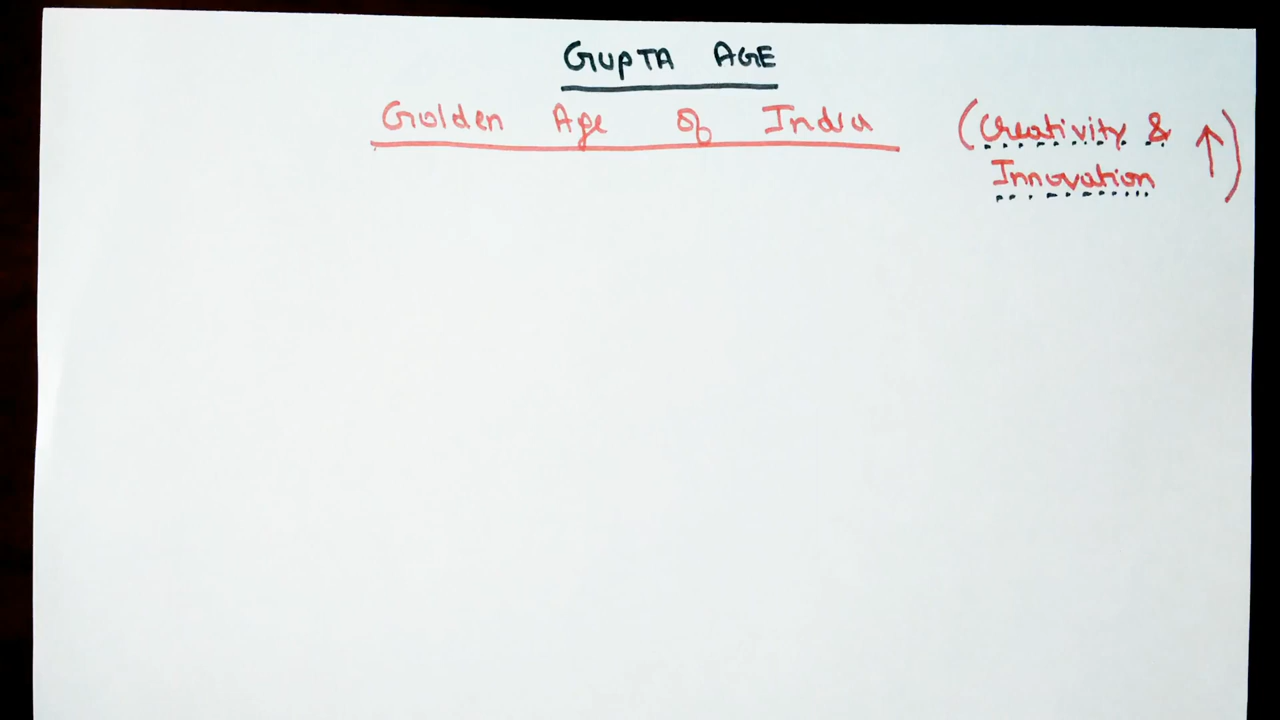 GUPTA AGE
Golden Age of India
(Creativity & ↑)
Innovation